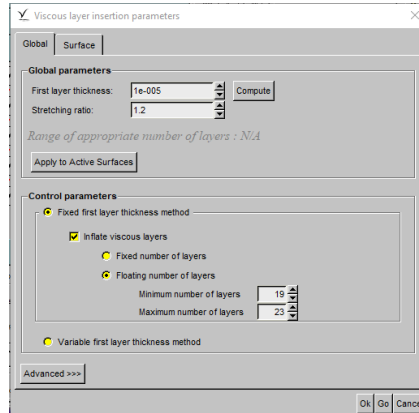 Viscous layer insertion parameters
Global Surface
Global parameters
First layer thickness: 1e-005 Compute
Stretching ratio: 1.2
Range of appropriate number of layers : N/A
Apply to Active Surfaces
Control parameters
Fixed first layer thickness method
Inflate viscous layers
Fixed number of layers
Floating number of layers
Minimum number of layers 19
Maximum number of layers 23
Variable first layer thickness method
Advanced >>>
Ok Go Cance